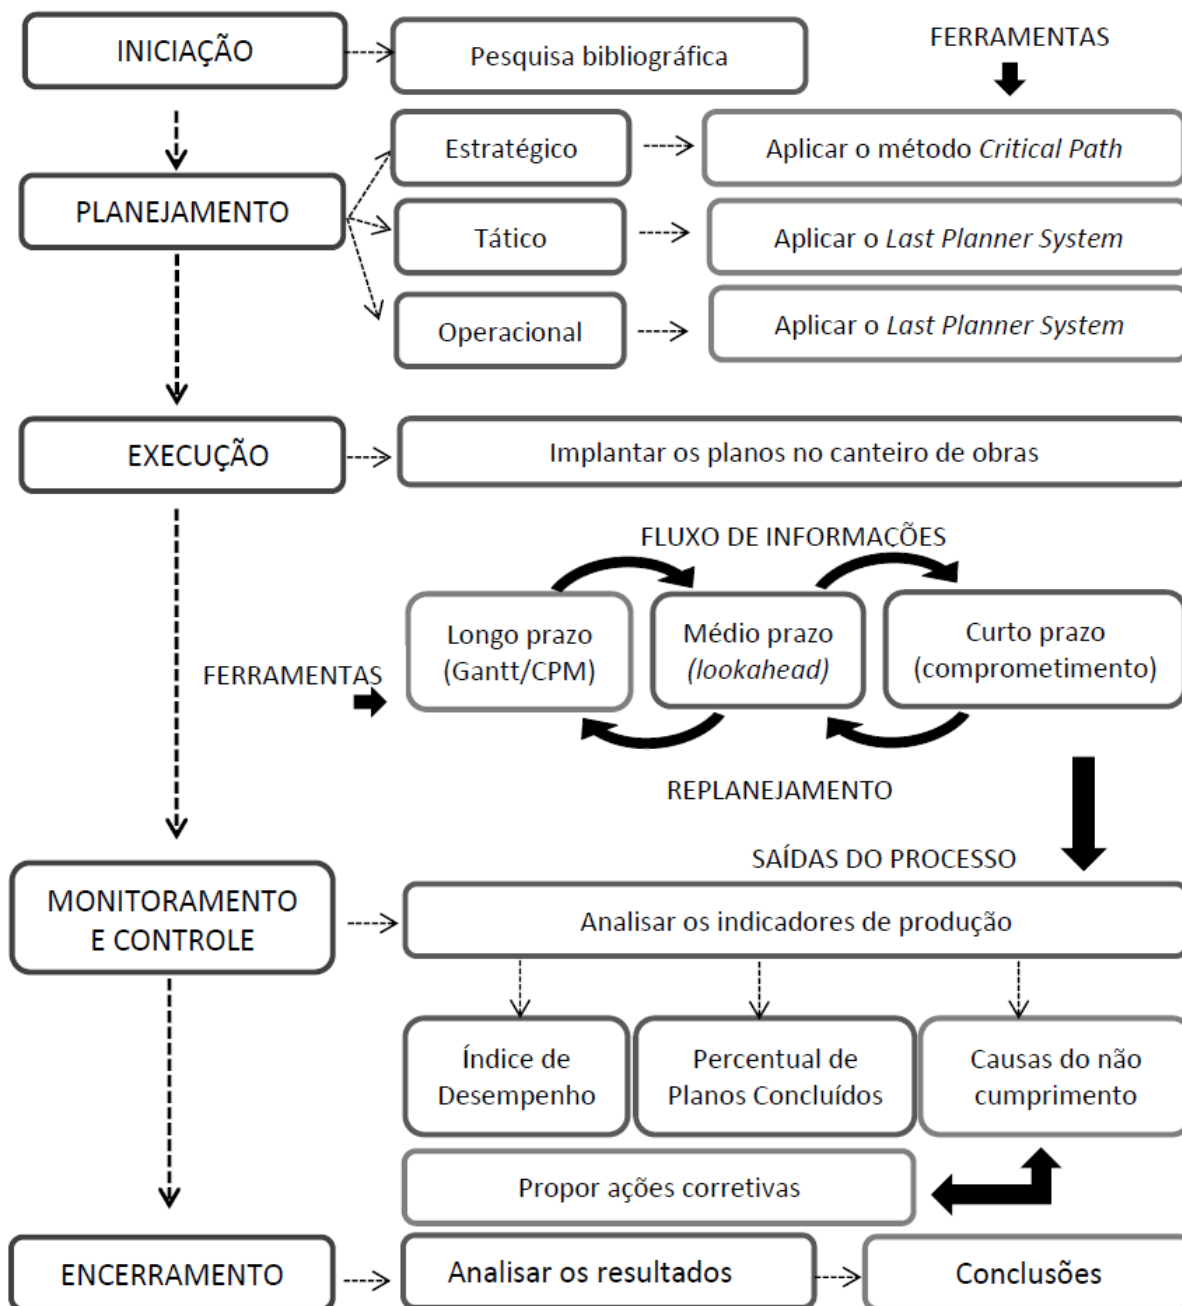 INICIAÇÃO
Pesquisa bibliográfica
FERRAMENTAS
Estratégico
Aplicar o método Critical Path
PLANEJAMENTO
Tático
Aplicar o Last Planner System
Operacional
Aplicar o Last Planner System
EXECUÇÃO
Implantar os planos no canteiro de obras
FLUXO DE INFORMAÇÕES
FERRAMENTAS
Longo prazo
(Gantt/CPM)
Médio prazo
(lookahead)
Curto prazo
(comprometimento)
REPLANEJAMENTO
SAÍDAS DO PROCESSO
MONITORAMENTO
E CONTROLE
Analisar os indicadores de produção
Índice de
Desempenho
Percentual de
Planos Concluídos
Causas do não
cumprimento
Propor ações corretivas
ENCERRAMENTO
Analisar os resultados
Conclusões